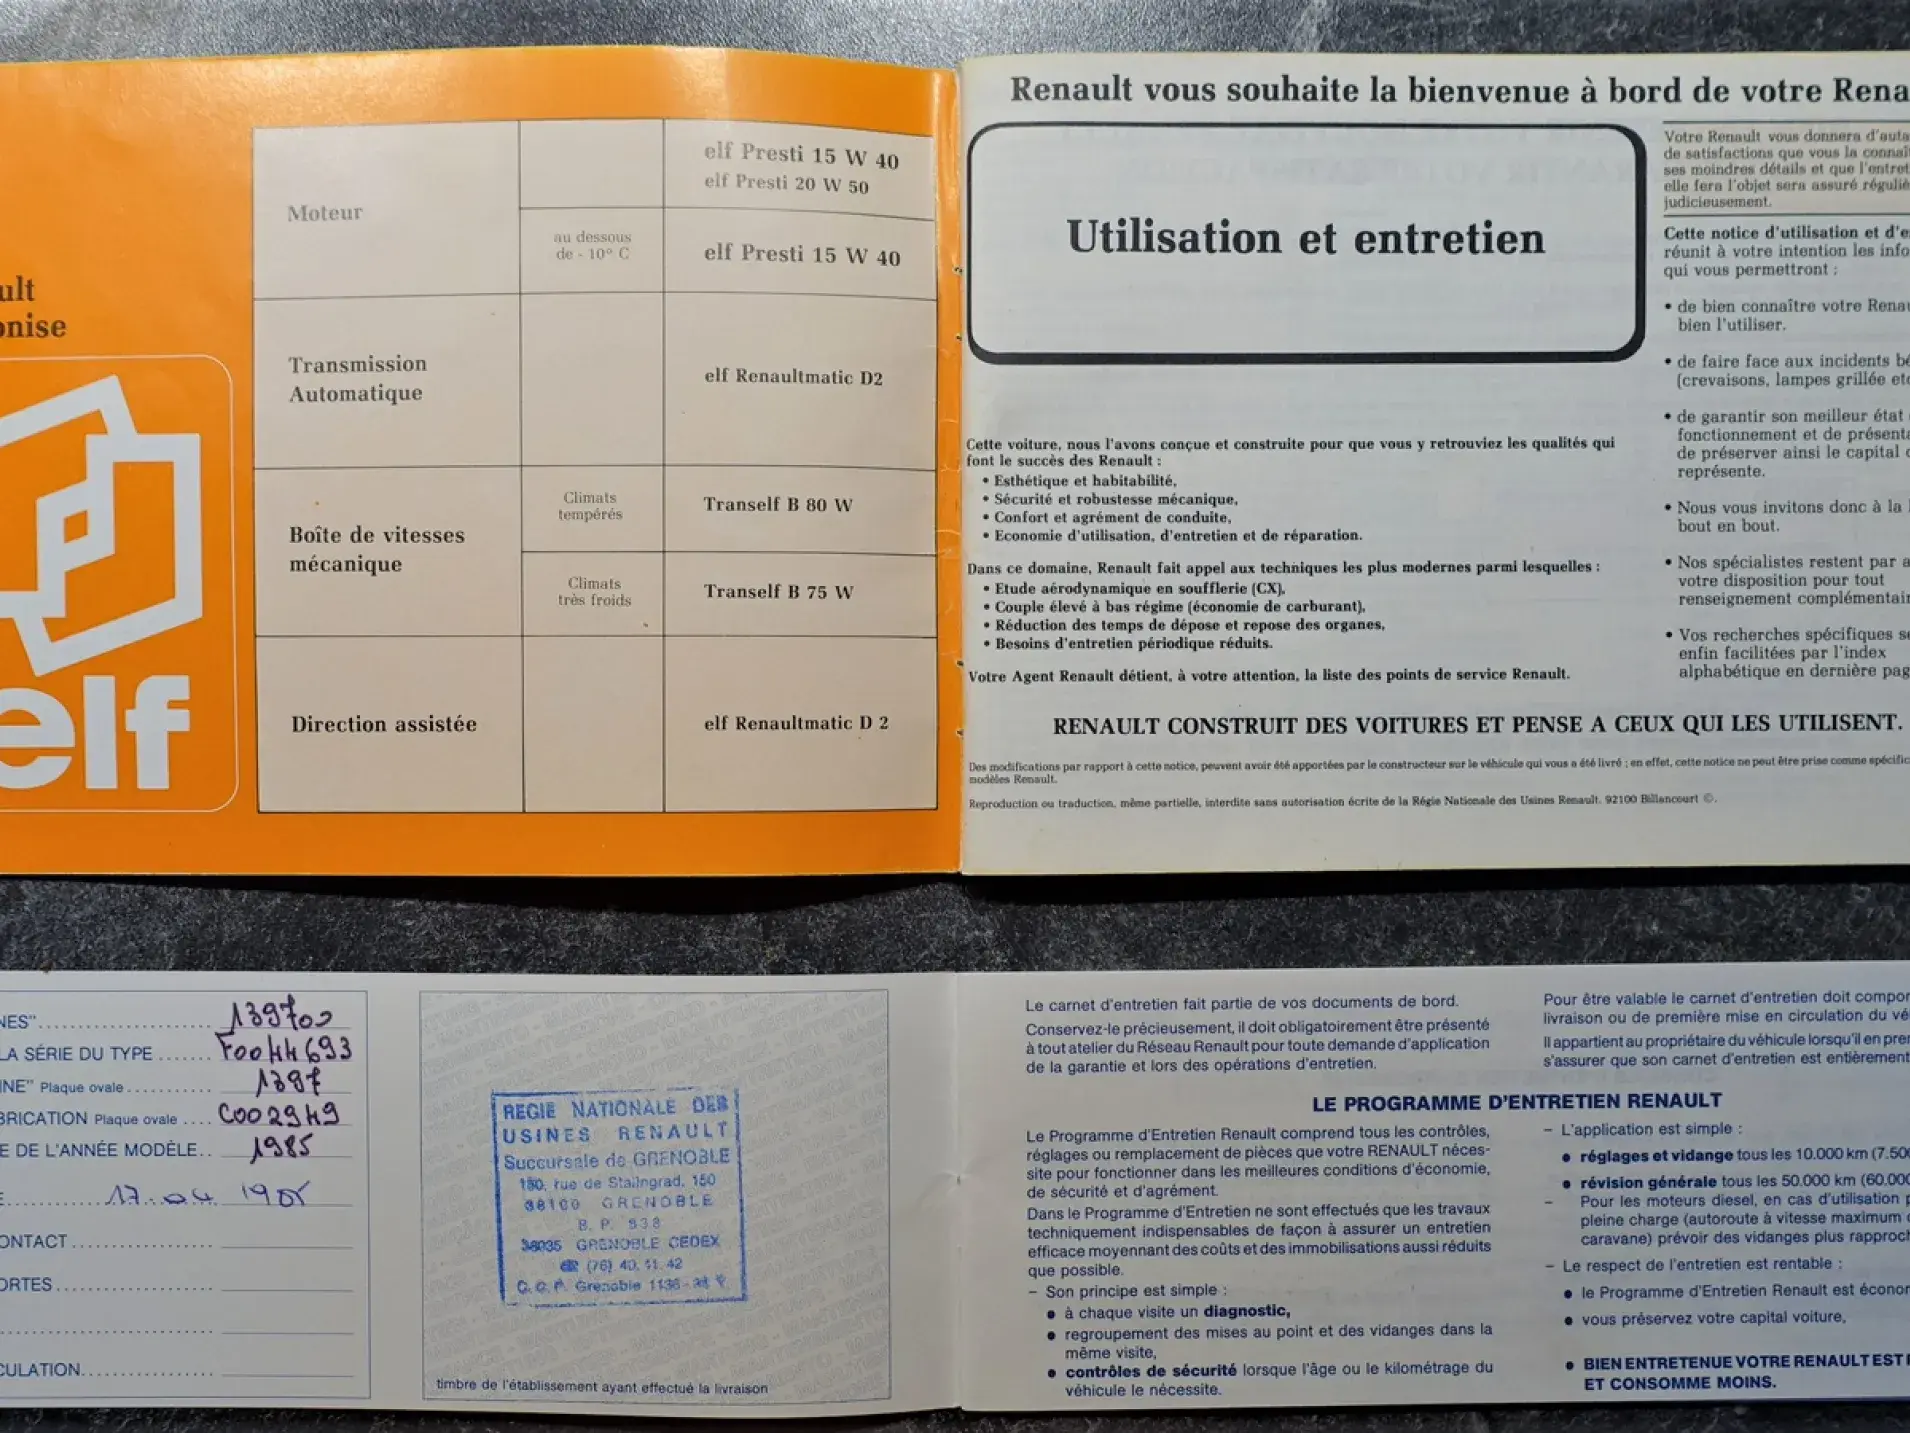 ult
onise
elf
Moteur
elf Presti 15 W 40
elf Presti 20 W 50
au dessous
de - 10° C
elf Presti 15 W 40
Transmission
Automatique
elf Renaultmatic D2
Boîte de vitesses
mécanique
Climats
tempérés
Tranself B 80 W
Climats
très froids
Tranself B 75 W
Direction assistée
elf Renaultmatic D 2
Renault vous souhaite la bienvenue à bord de votre Rena
Utilisation et entretien
Cette voiture, nous l'avons conçue et construite pour que vous y retrouviez les qualités qui
font le succès des Renault :
• Esthétique et habitabilité,
• Sécurité et robustesse mécanique,
• Confort et agrément de conduite,
• Economie d'utilisation, d'entretien et de réparation.
Dans ce domaine, Renault fait appel aux techniques les plus modernes parmi lesquelles :
• Etude aérodynamique en soufflerie (CX),
• Couple élevé à bas régime (économie de carburant),
• Réduction des temps de dépose et repose des organes,
• Besoins d'entretien périodique réduits.
Votre Agent Renault détient, à votre attention, la liste des points de service Renault.
Votre Renault vous donnera d'auta
de satisfactions que vous la connaî
ses moindres détails et que l'entret
elle fera l'objet sera assuré réguliè
judicieusement.
Cette notice d'utilisation et d'e
réunit à votre intention les info
qui vous permettront :
• de bien connaître votre Renau
bien l'utiliser.
• de faire face aux incidents bé
(crevaisons, lampes grillée etc
• de garantir son meilleur état
fonctionnement et de présenta
de préserver ainsi le capital
représente.
• Nous vous invitons donc à la
bout en bout.
• Nos spécialistes restent par a
votre disposition pour tout
renseignement complémentair
• Vos recherches spécifiques se
enfin facilitées par l'index
alphabétique en dernière pag
RENAULT CONSTRUIT DES VOITURES ET PENSE A CEUX QUI LES UTILISENT.
Des modifications par rapport à cette notice, peuvent avoir été apportées par le constructeur sur le véhicule qui vous a été livré ; en effet, cette notice ne peut être prise comme spécific
modèles Renault.
Reproduction ou traduction, même partielle, interdite sans autorisation écrite de la Régie Nationale des Usines Renault. 92100 Billancourt ©.
NES" 139700
LA SÉRIE DU TYPE F0044693
INE" Plaque ovale 1397
BRICATION Plaque ovale C002949
E DE L'ANNÉE MODÈLE 1985
E 17.04.1985
ONTACT
ORTES
CULATION
REGIE NATIONALE DES
USINES RENAULT
Succursale de GRENOBLE
150, rue de Stalingrad, 150
38100 GRENOBLE
B. P. 538
38035 GRENOBLE CEDEX
☎ (76) 40. 41. 42
C. C. P. Grenoble 1136
timbre de l'établissement ayant effectué la livraison
Le carnet d'entretien fait partie de vos documents de bord.
Conservez-le précieusement, il doit obligatoirement être présenté
à tout atelier du Réseau Renault pour toute demande d'application
de la garantie et lors des opérations d'entretien.
Pour être valable le carnet d'entretien doit compor
livraison ou de première mise en circulation du vé
Il appartient au propriétaire du véhicule lorsqu'il en pre
s'assurer que son carnet d'entretien est entièrement
LE PROGRAMME D'ENTRETIEN RENAULT
Le Programme d'Entretien Renault comprend tous les contrôles,
réglages ou remplacement de pièces que votre RENAULT néces-
site pour fonctionner dans les meilleures conditions d'économie,
de sécurité et d'agrément.
Dans le Programme d'Entretien ne sont effectués que les travaux
techniquement indispensables de façon à assurer un entretien
efficace moyennant des coûts et des immobilisations aussi réduits
que possible.
– Son principe est simple :
● à chaque visite un diagnostic,
● regroupement des mises au point et des vidanges dans la
même visite,
● contrôles de sécurité lorsque l'âge ou le kilométrage du
véhicule le nécessite.
– L'application est simple :
● réglages et vidange tous les 10.000 km (7.50
● révision générale tous les 50.000 km (60.000
– Pour les moteurs diesel, en cas d'utilisation p
pleine charge (autoroute à vitesse maximum
caravane) prévoir des vidanges plus rapproch
– Le respect de l'entretien est rentable :
● le Programme d'Entretien Renault est écono
● vous préservez votre capital voiture,
● BIEN ENTRETENUE VOTRE RENAULT EST
ET CONSOMME MOINS.